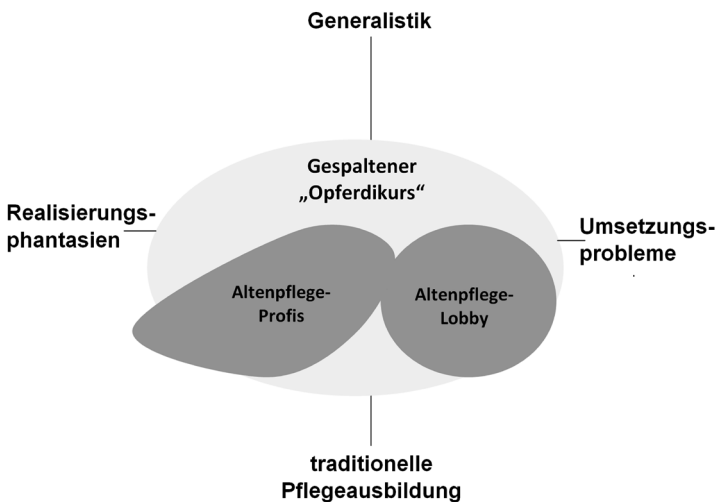 Generalistik
Gespaltener
„Opferdikurs“
Realisierungs-
phantasien
Umsetzungs-
probleme
Altenpflege-
Profis
Altenpflege-
Lobby
traditionelle
Pflegeausbildung